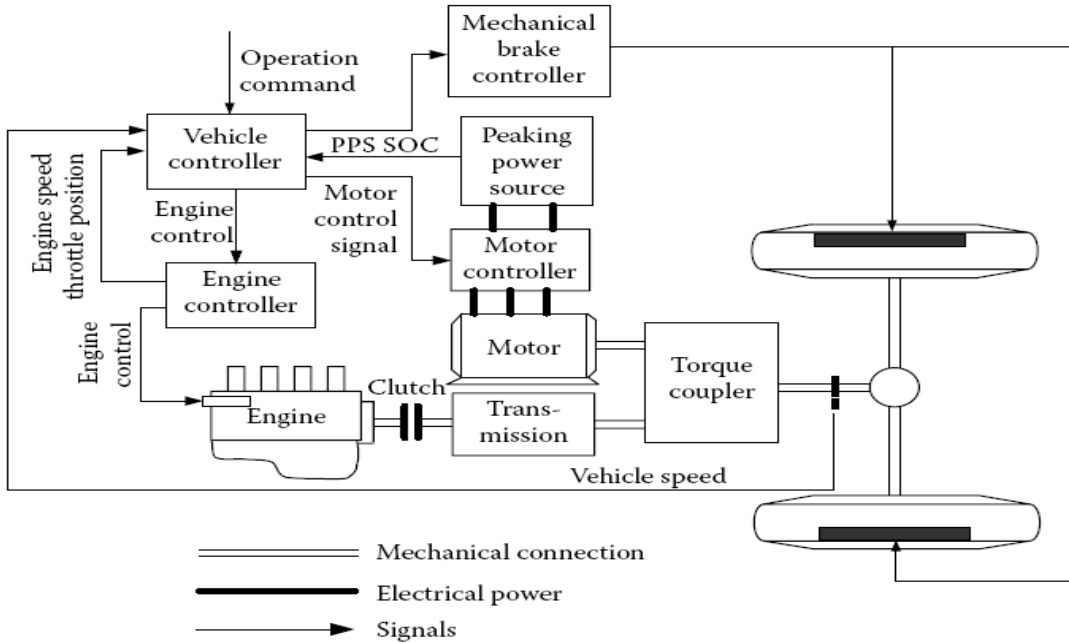 Mechanical
brake
controller
Operation
command
Vehicle
controller
PPS SOC
Peaking
power
source
Engine speed
throttle position
Engine
control
Motor
control
signal
Motor
controller
Engine
controller
Engine
control
Motor
Torque
coupler
Clutch
Engine
Trans-
mission
Vehicle speed
Mechanical connection
Electrical power
Signals